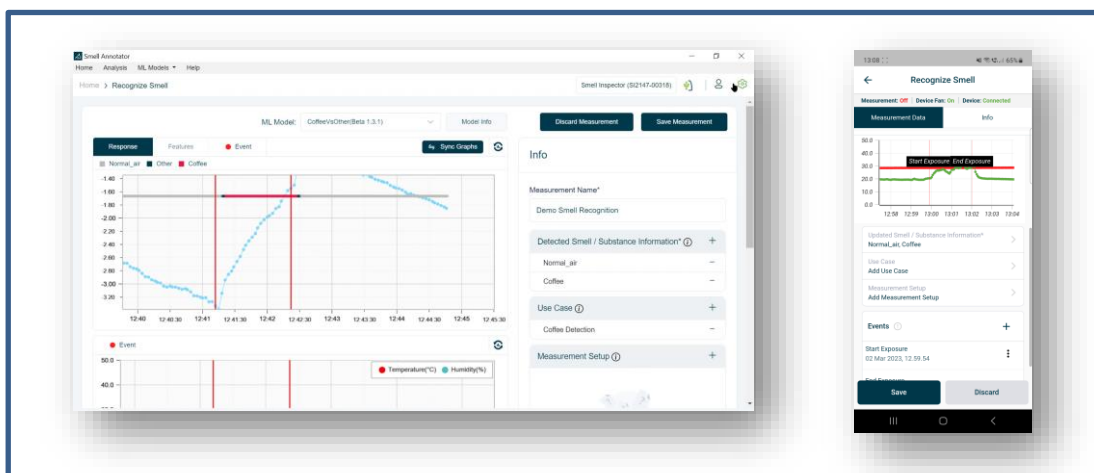 Smell Annotator
Home Analysis ML Models Help
Home > Recognize Smell
Smell Inspector (SI2147-00318)
ML Model: CoffeeVsOther(Beta 1.3.1) Model Info
Discard Measurement Save Measurement
Response Features Event Sync Graphs
Normal_air Other Coffee
-1.40
-1.60
-1.80
-2.00
-2.20
-2.40
-2.60
-2.80
-3.00
-3.20
12:40 12:40:30 12:41 12:41:30 12:42 12:42:30 12:43 12:43:30 12:44 12:44:30 12:45 12:45:30
Event
50.0
40.0
Temperature(°C) Humidity(%)
Info
Measurement Name*
Demo Smell Recognition
Detected Smell / Substance Information* +
Normal_air −
Coffee −
Use Case +
Coffee Detection −
Measurement Setup +
13:08 65%
Recognize Smell
Measurement: Off | Device Fan: On | Device: Connected
Measurement Data Info
50.0
40.0
30.0
20.0
10.0
0.0
Start Exposure End Exposure
12:58 12:59 13:00 13:01 13:02 13:03 13:04
Updated Smell / Substance Information*
Normal_air, Coffee
Use Case
Add Use Case
Measurement Setup
Add Measurement Setup
Events +
Start Exposure
02 Mar 2023, 12.59.54
End Exposure
Save Discard